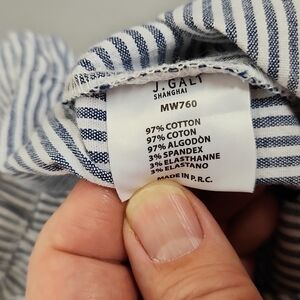 J. GALT
SHANGHAI
MW760
97% COTTON
97% COTON
97% ALGODÓN
3% SPANDEX
3% ELASTHANNE
3% ELASTANO
MADE IN P.R.C.